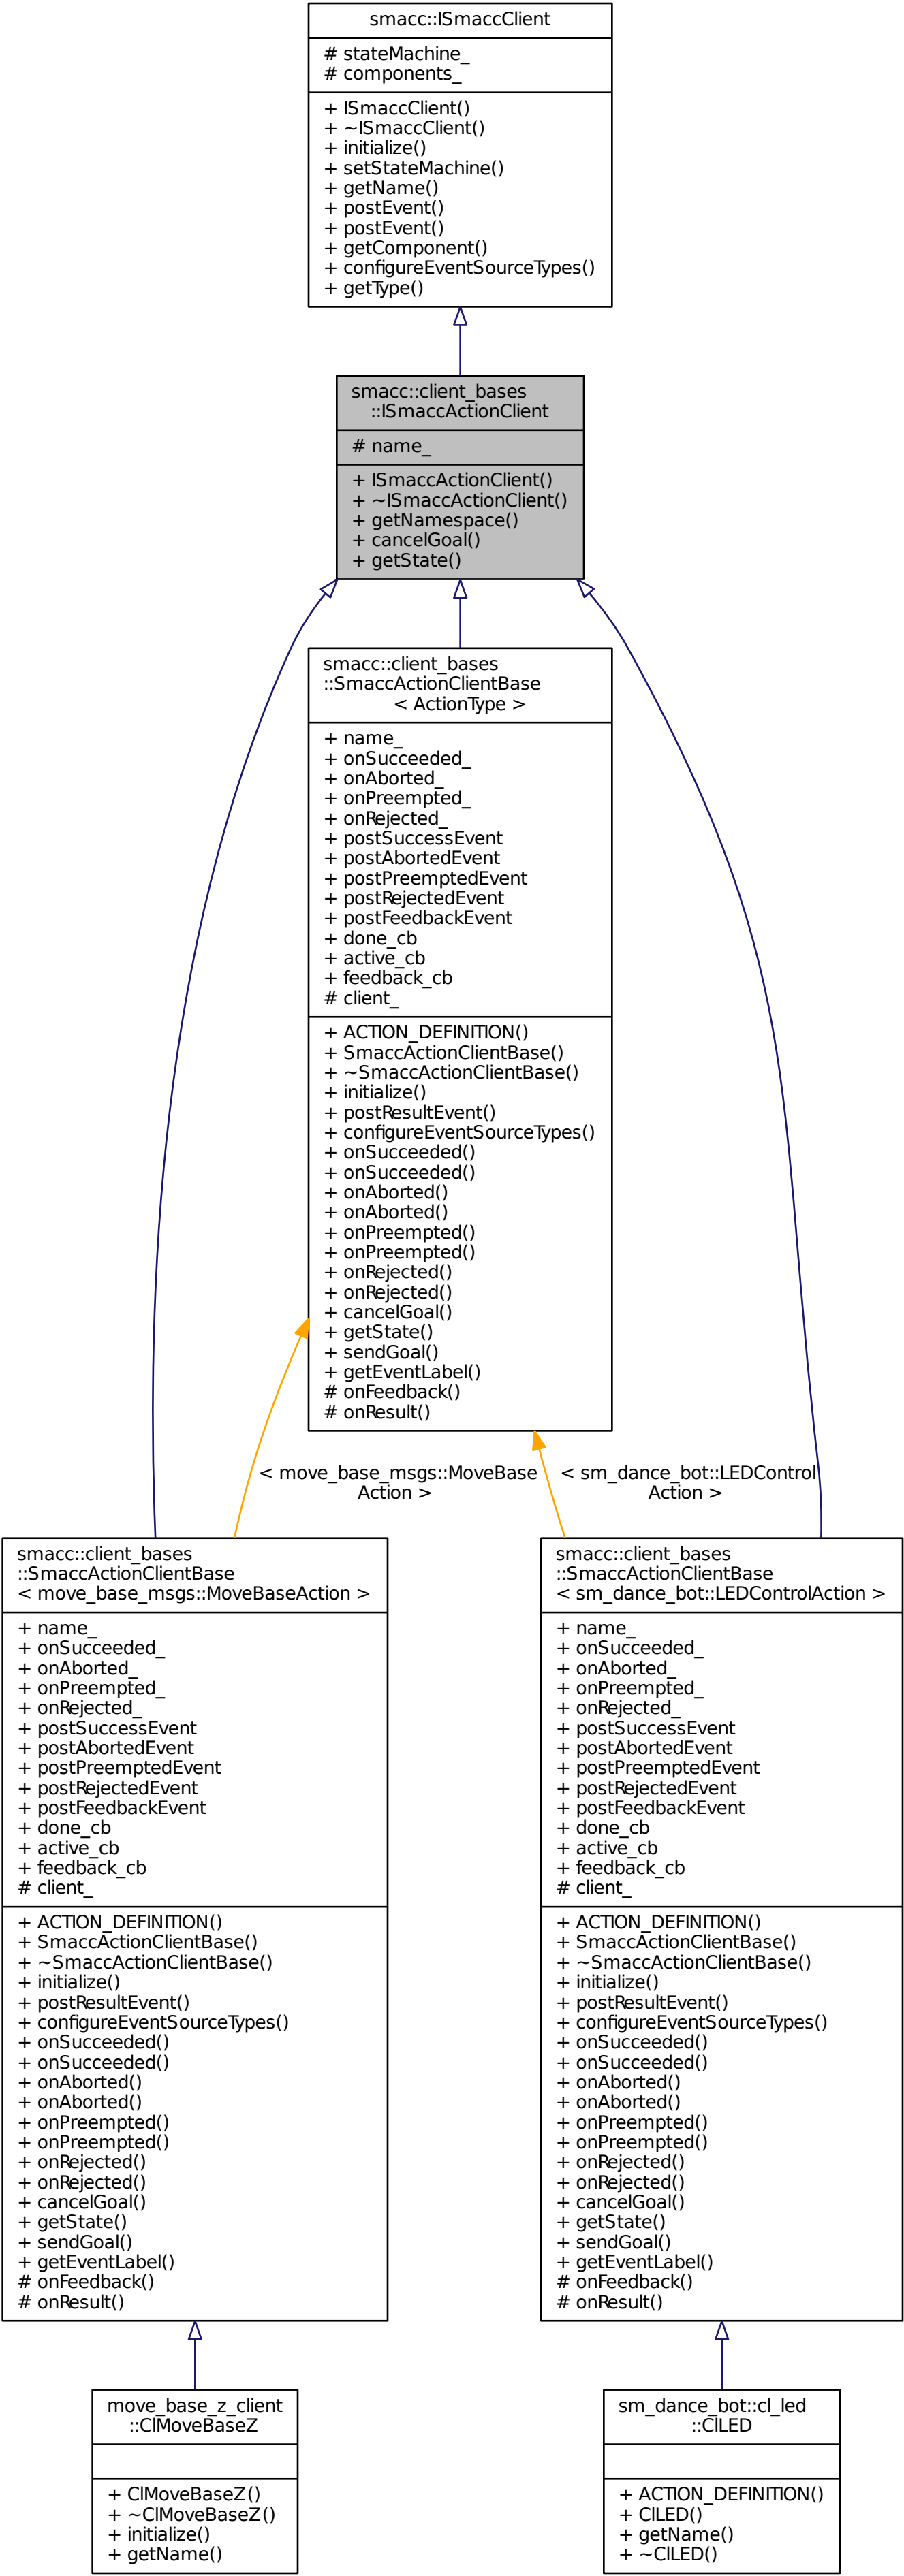 smacc::ISmaccClient
# stateMachine_
# components_
+ ISmaccClient()
+ ~ISmaccClient()
+ initialize()
+ setStateMachine()
+ getName()
+ postEvent()
+ postEvent()
+ getComponent()
+ configureEventSourceTypes()
+ getType()
smacc::client_bases
::ISmaccActionClient
# name_
+ ISmaccActionClient()
+ ~ISmaccActionClient()
+ getNamespace()
+ cancelGoal()
+ getState()
smacc::client_bases
::SmaccActionClientBase
< ActionType >
+ name_
+ onSucceeded_
+ onAborted_
+ onPreempted_
+ onRejected_
+ postSuccessEvent
+ postAbortedEvent
+ postPreemptedEvent
+ postRejectedEvent
+ postFeedbackEvent
+ done_cb
+ active_cb
+ feedback_cb
# client_
+ ACTION_DEFINITION()
+ SmaccActionClientBase()
+ ~SmaccActionClientBase()
+ initialize()
+ postResultEvent()
+ configureEventSourceTypes()
+ onSucceeded()
+ onSucceeded()
+ onAborted()
+ onAborted()
+ onPreempted()
+ onPreempted()
+ onRejected()
+ onRejected()
+ cancelGoal()
+ getState()
+ sendGoal()
+ getEventLabel()
# onFeedback()
# onResult()
< move_base_msgs::MoveBase
Action >
< sm_dance_bot::LEDControl
Action >
smacc::client_bases
::SmaccActionClientBase
< move_base_msgs::MoveBaseAction >
+ name_
+ onSucceeded_
+ onAborted_
+ onPreempted_
+ onRejected_
+ postSuccessEvent
+ postAbortedEvent
+ postPreemptedEvent
+ postRejectedEvent
+ postFeedbackEvent
+ done_cb
+ active_cb
+ feedback_cb
# client_
+ ACTION_DEFINITION()
+ SmaccActionClientBase()
+ ~SmaccActionClientBase()
+ initialize()
+ postResultEvent()
+ configureEventSourceTypes()
+ onSucceeded()
+ onSucceeded()
+ onAborted()
+ onAborted()
+ onPreempted()
+ onPreempted()
+ onRejected()
+ onRejected()
+ cancelGoal()
+ getState()
+ sendGoal()
+ getEventLabel()
# onFeedback()
# onResult()
smacc::client_bases
::SmaccActionClientBase
< sm_dance_bot::LEDControlAction >
+ name_
+ onSucceeded_
+ onAborted_
+ onPreempted_
+ onRejected_
+ postSuccessEvent
+ postAbortedEvent
+ postPreemptedEvent
+ postRejectedEvent
+ postFeedbackEvent
+ done_cb
+ active_cb
+ feedback_cb
# client_
+ ACTION_DEFINITION()
+ SmaccActionClientBase()
+ ~SmaccActionClientBase()
+ initialize()
+ postResultEvent()
+ configureEventSourceTypes()
+ onSucceeded()
+ onSucceeded()
+ onAborted()
+ onAborted()
+ onPreempted()
+ onPreempted()
+ onRejected()
+ onRejected()
+ cancelGoal()
+ getState()
+ sendGoal()
+ getEventLabel()
# onFeedback()
# onResult()
move_base_z_client
::ClMoveBaseZ
+ ClMoveBaseZ()
+ ~ClMoveBaseZ()
+ initialize()
+ getName()
sm_dance_bot::cl_led
::ClLED
+ ACTION_DEFINITION()
+ ClLED()
+ getName()
+ ~ClLED()